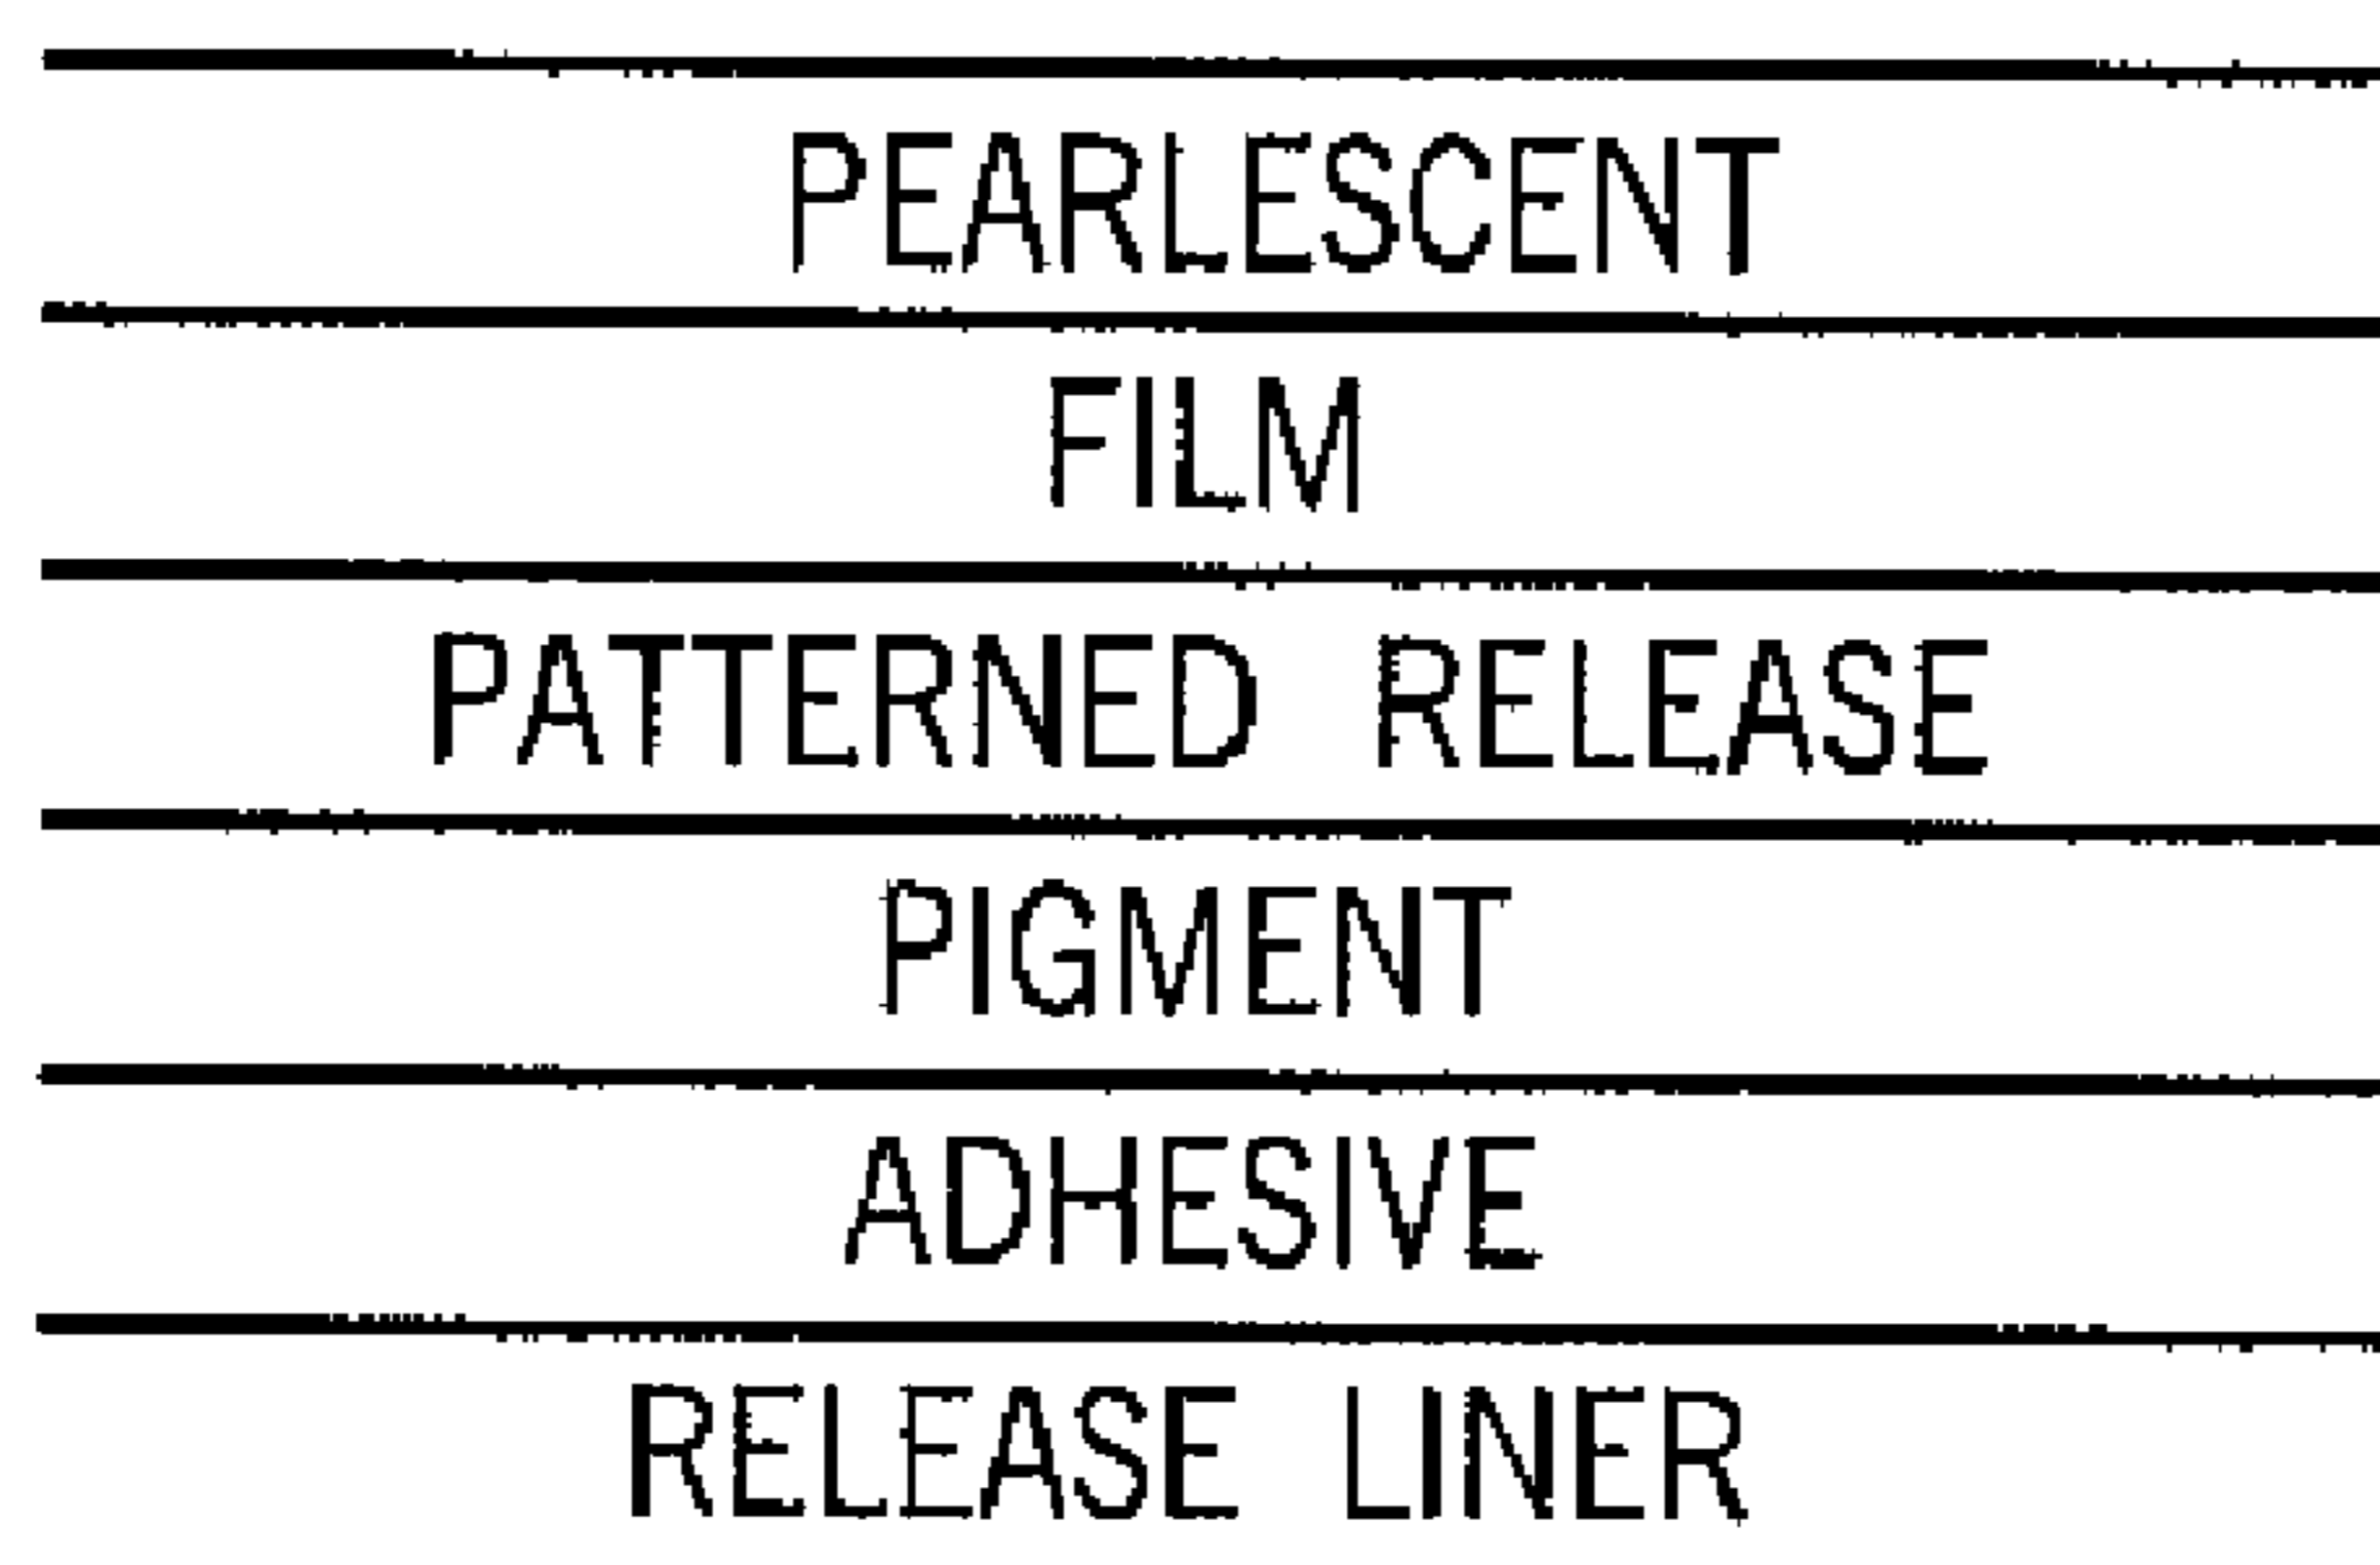 PEARLESCENT
FILM
PATTERNED RELEASE
PIGMENT
ADHESIVE
RELEASE LINER